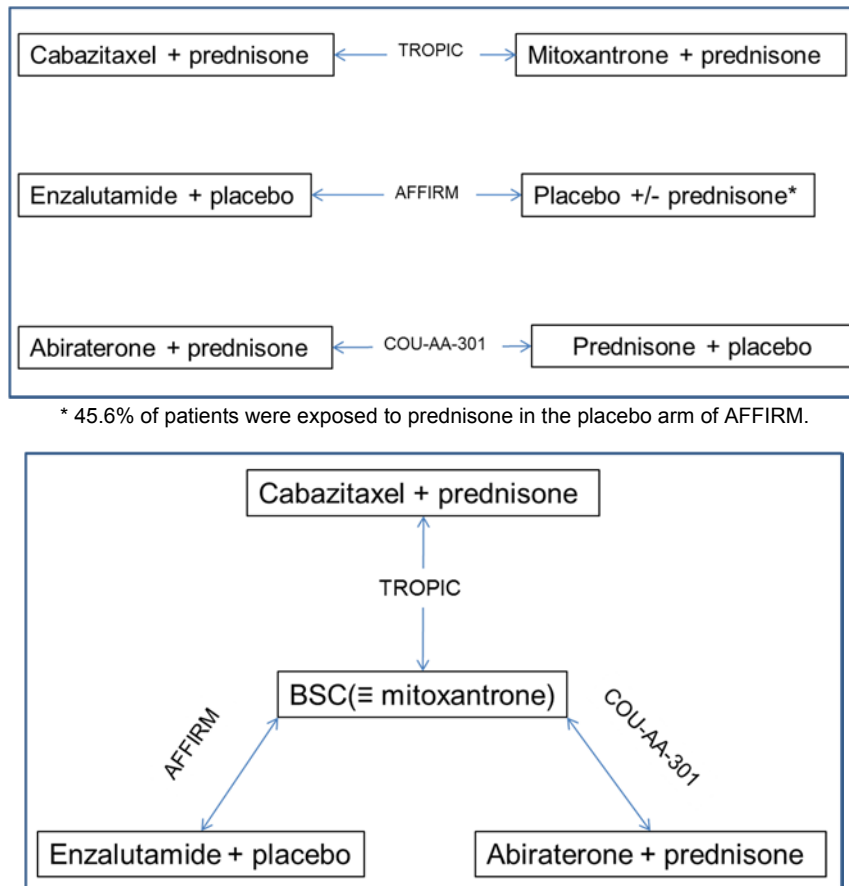 Cabazitaxel + prednisone
TROPIC
Mitoxantrone + prednisone
Enzalutamide + placebo
AFFIRM
Placebo +/- prednisone*
Abiraterone + prednisone
COU-AA-301
Prednisone + placebo
* 45.6% of patients were exposed to prednisone in the placebo arm of AFFIRM.
Cabazitaxel + prednisone
TROPIC
BSC(≡ mitoxantrone)
AFFIRM
COU-AA-301
Enzalutamide + placebo
Abiraterone + prednisone